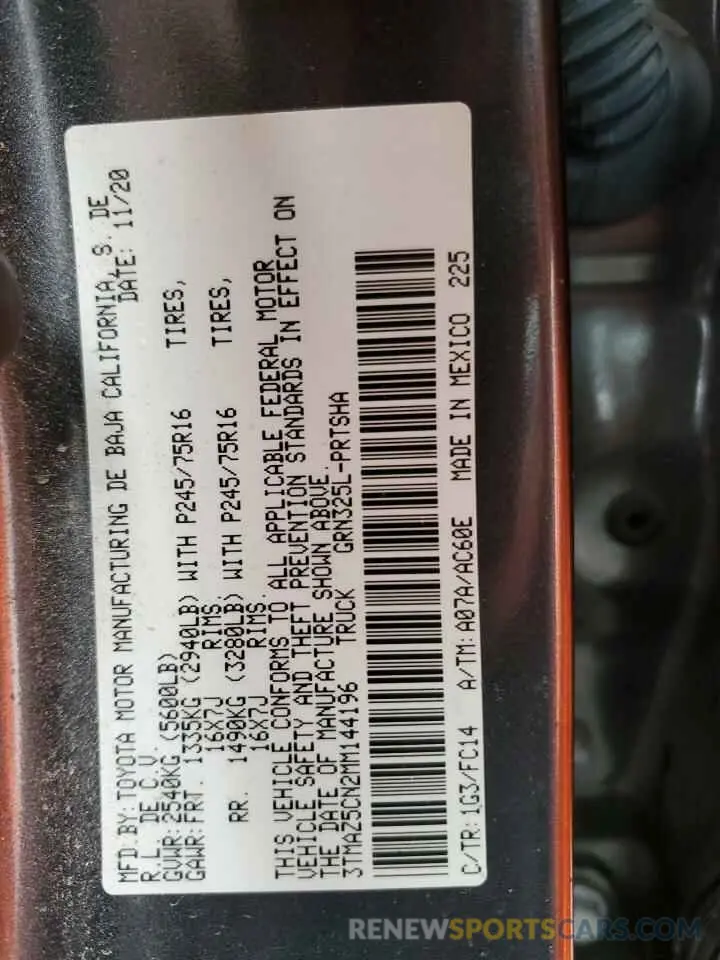 MFD.BY:TOYOTA MOTOR MANUFACTURING DE BAJA CALIFORNIA, S. DE
R.L. DE C.V. DATE: 11/20
GVWR:2540KG (5600LB)
GAWR:FRT. 1335KG (2940LB) WITH P245/75R16 TIRES,
16X7J RIMS.
RR. 1490KG (3280LB) WITH P245/75R16 TIRES,
16X7J RIMS.
THIS VEHICLE CONFORMS TO ALL APPLICABLE FEDERAL MOTOR
VEHICLE SAFETY AND THEFT PREVENTION STANDARDS IN EFFECT ON
THE DATE OF MANUFACTURE SHOWN ABOVE.
3TMAZ5CN2MM144196 TRUCK GRN325L-PRTSHA
C/TR:1G3/FC14 A/TM:A07A/AC60E MADE IN MEXICO 225
RENEWSPORTSCARS.COM